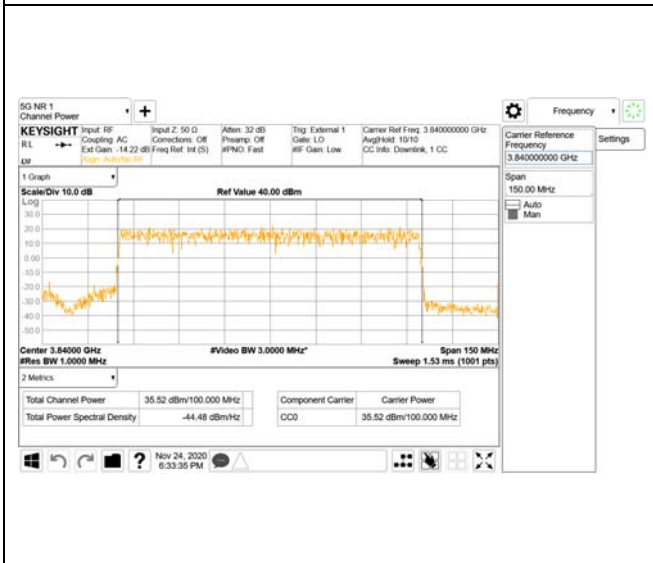 5G NR 1
Channel Power
+
Frequency
KEYSIGHT
Input: RF
Coupling: AC
Ext Gain: -14.22 dB
Align: Auto/No RF
RL
LXI
Input Z: 50 Ω
Corrections: Off
Freq Ref: Int (S)
Atten: 32 dB
Preamp: Off
#PNO: Fast
Trig: External 1
Gate: LO
#IF Gain: Low
Carrier Ref Freq: 3.840000000 GHz
Avg|Hold: 10/10
CC Info: Downlink, 1 CC
Carrier Reference
Frequency
3.840000000 GHz
Settings
Span
150.00 MHz
Auto
Man
1 Graph
Scale/Div 10.0 dB
Ref Value 40.00 dBm
Log
30.0
20.0
10.0
0.00
-10.0
-20.0
-30.0
-40.0
-50.0
Center 3.84000 GHz
#Video BW 3.0000 MHz*
Span 150 MHz
#Res BW 1.0000 MHz
Sweep 1.53 ms (1001 pts)
2 Metrics
Total Channel Power 35.52 dBm/100.000 MHz
Total Power Spectral Density -44.48 dBm/Hz
Component Carrier Carrier Power
CC0 35.52 dBm/100.000 MHz
?
Nov 24, 2020
6:33:35 PM